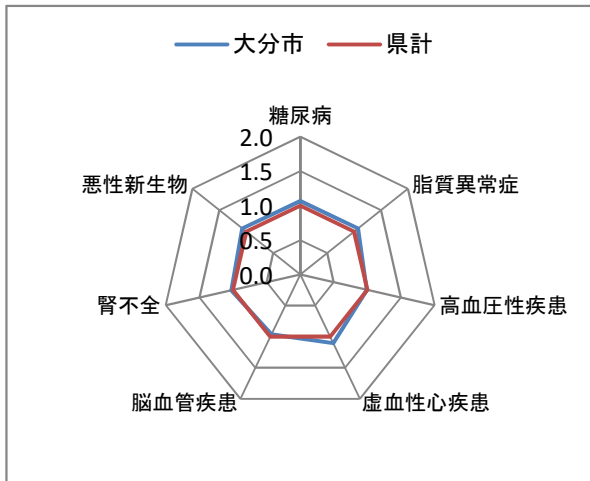 大分市 県計
糖尿病
2.0
1.5
1.0
0.5
0.0
脂質異常症
高血圧性疾患
虚血性心疾患
脳血管疾患
腎不全
悪性新生物